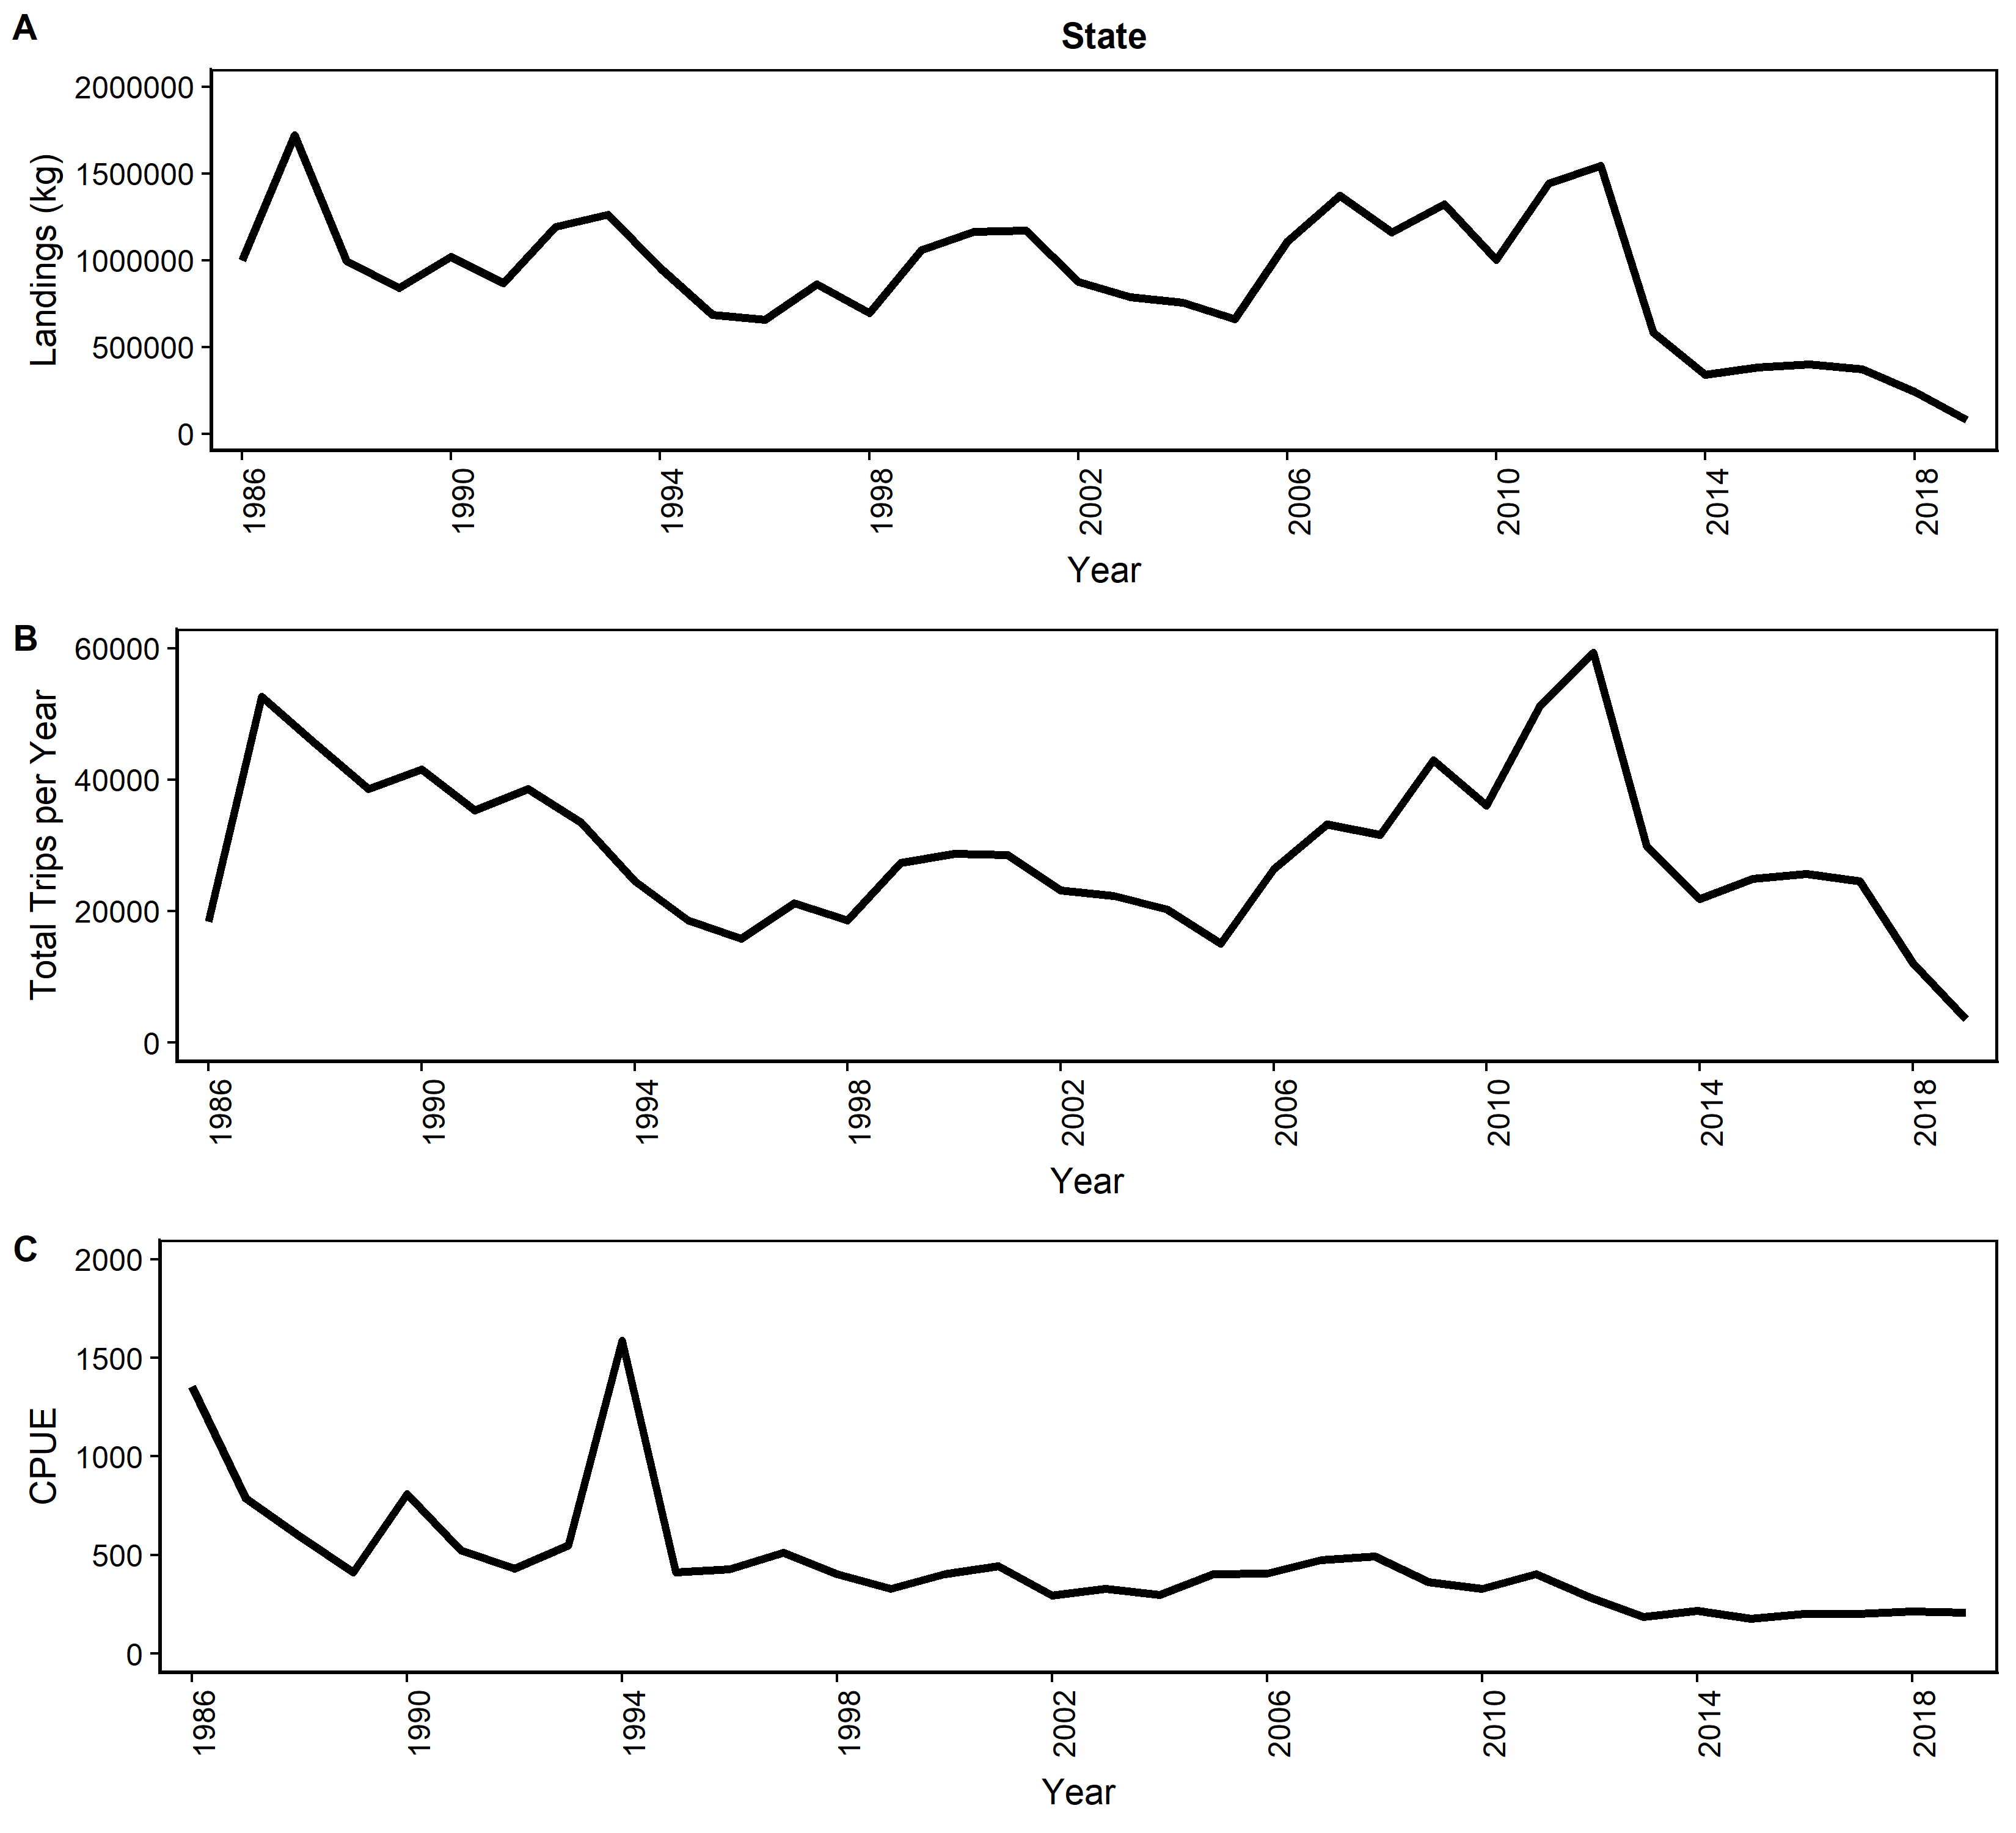 A
State
Landings (kg)
2000000
1500000
1000000
500000
0
1986 1990 1994 1998 2002 2006 2010 2014 2018
Year
B
Total Trips per Year
60000
40000
20000
0
1986 1990 1994 1998 2002 2006 2010 2014 2018
Year
C
CPUE
2000
1500
1000
500
0
1986 1990 1994 1998 2002 2006 2010 2014 2018
Year